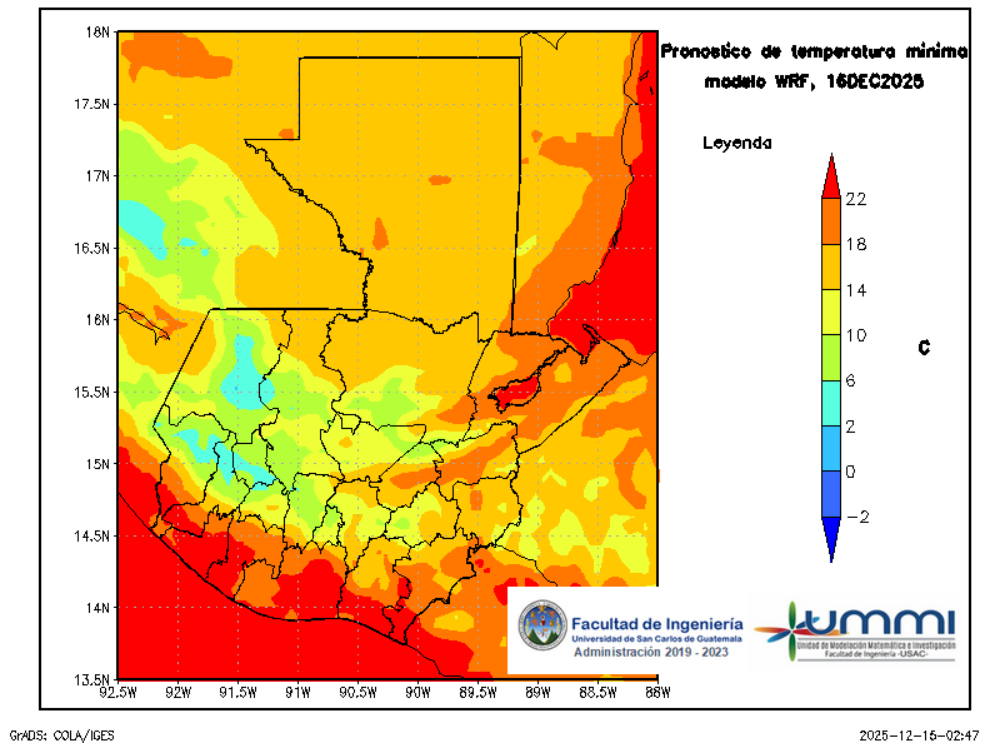 Pronostico de temperatura minima
modelo WRF, 16DEC2025
Leyenda
22
18
14
10
6
2
0
-2
C
18N
17.5N
17N
16.5N
16N
15.5N
15N
14.5N
14N
13.5N
92.5W 92W 91.5W 91W 90.5W 90W 89.5W 89W 88.5W 88W
Facultad de Ingeniería
Universidad de San Carlos de Guatemala
Administración 2019 - 2023
ummi
Unidad de Modelación Matemática e Investigación
Facultad de Ingeniería -USAC-
GrADS: COLA/IGES
2025-12-15-02:47